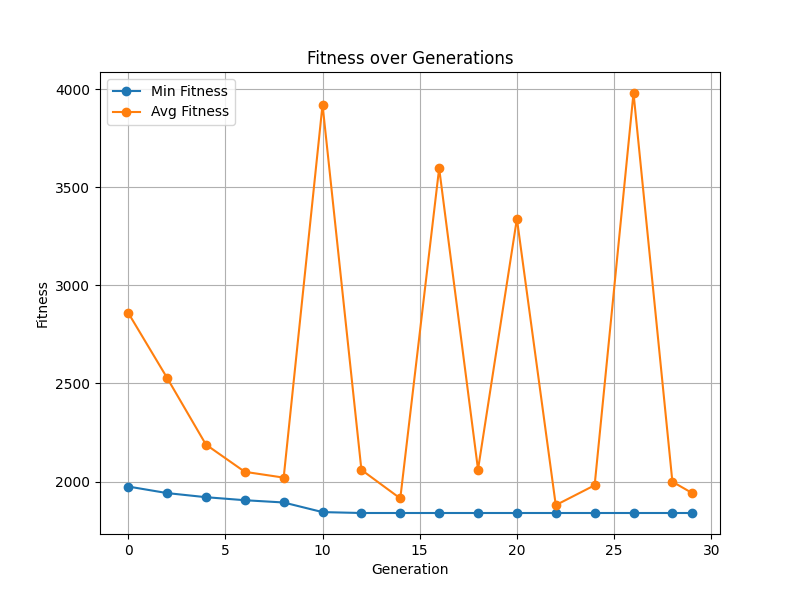 Fitness over Generations
Min Fitness
Avg Fitness
4000
3500
3000
2500
2000
Fitness
0 5 10 15 20 25 30
Generation